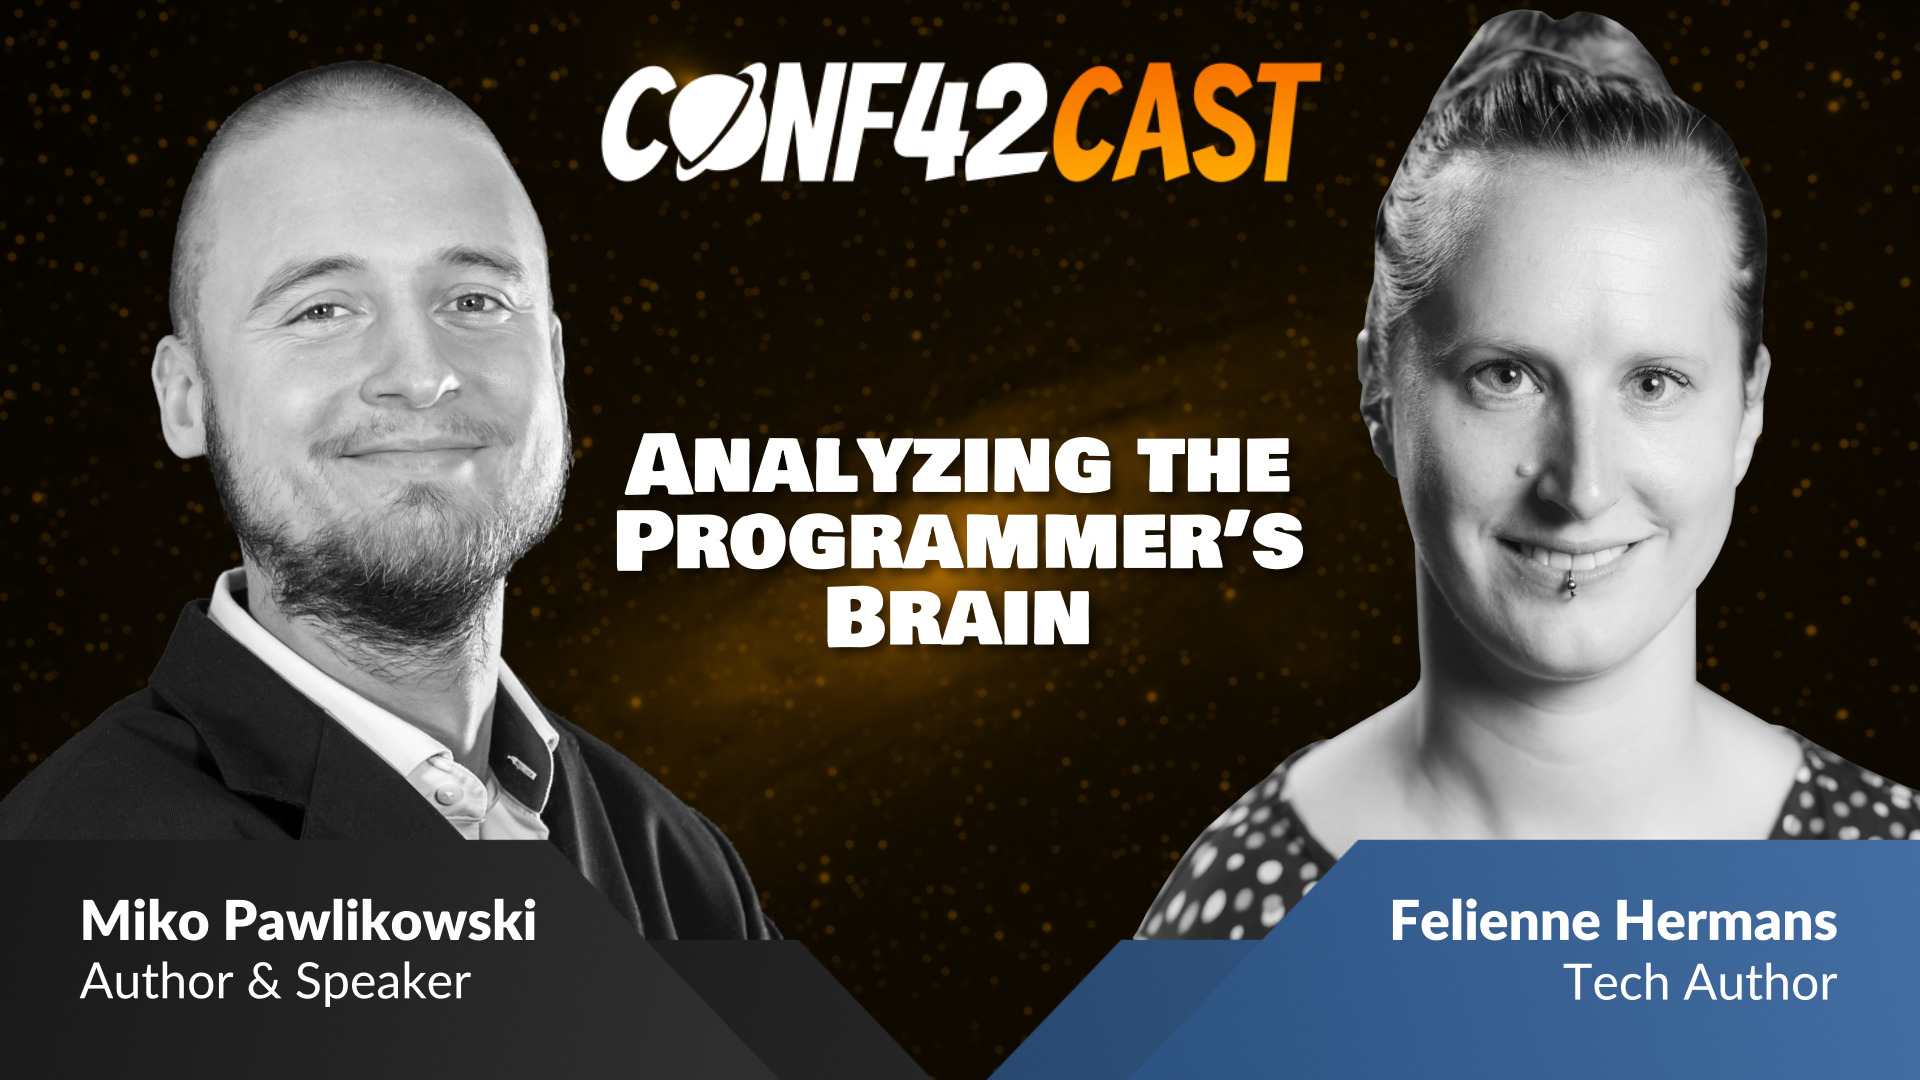 CONF42CAST
ANALYZING THE
PROGRAMMER'S
BRAIN
Miko Pawlikowski
Author & Speaker
Felienne Hermans
Tech Author